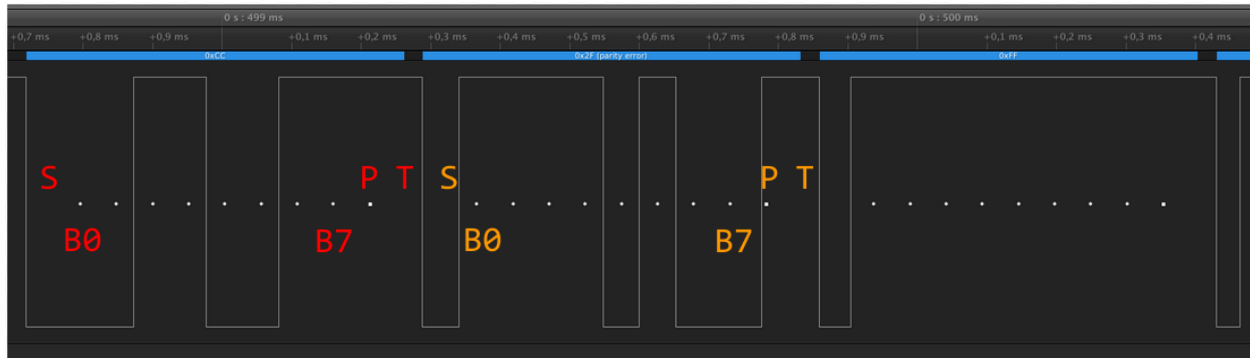 0 s : 499 ms 0 s : 500 ms
+0,7 ms +0,8 ms +0,9 ms +0,1 ms +0,2 ms +0,3 ms +0,4 ms +0,5 ms +0,6 ms +0,7 ms +0,8 ms +0,9 ms +0,1 ms +0,2 ms +0,3 ms +0,4 ms
0xCC 0x2F (parity error) 0xFF
S P T S P T
B0 B7 B0 B7